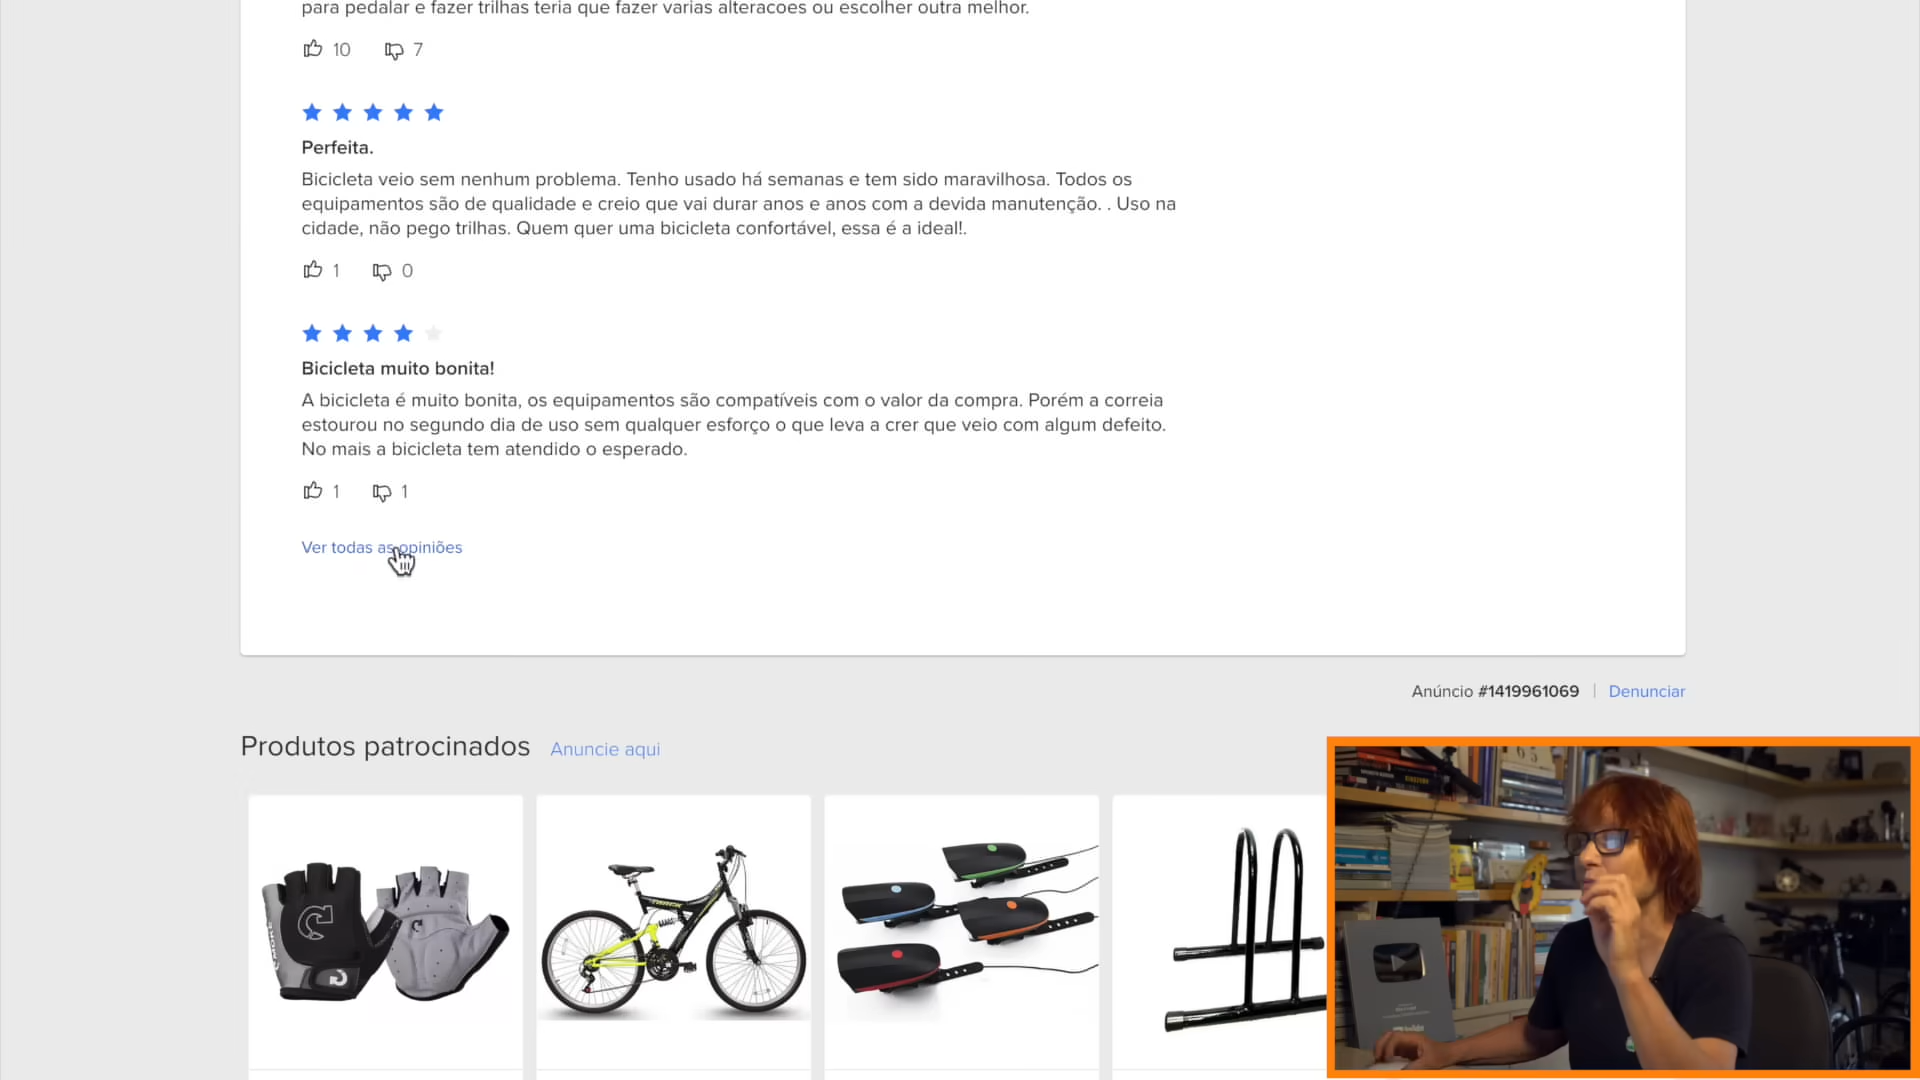 para pedalar e fazer trilhas teria que fazer varias alteracoes ou escolher outra melhor.
10 7
Perfeita.
Bicicleta veio sem nenhum problema. Tenho usado há semanas e tem sido maravilhosa. Todos os
equipamentos são de qualidade e creio que vai durar anos e anos com a devida manutenção. . Uso na
cidade, não pego trilhas. Quem quer uma bicicleta confortável, essa é a ideal!.
1 0
Bicicleta muito bonita!
A bicicleta é muito bonita, os equipamentos são compatíveis com o valor da compra. Porém a correia
estourou no segundo dia de uso sem qualquer esforço o que leva a crer que veio com algum defeito.
No mais a bicicleta tem atendido o esperado.
1 1
Ver todas as opiniões
Anúncio #1419961069 | Denunciar
Produtos patrocinados Anuncie aqui